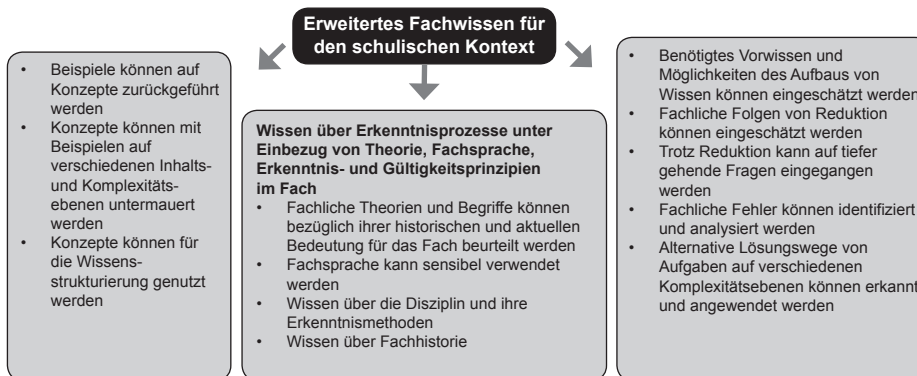 Erweitertes Fachwissen für
den schulischen Kontext
• Beispiele können auf
Konzepte zurückgeführt
werden
• Konzepte können mit
Beispielen auf
verschiedenen Inhalts-
und Komplexitäts-
ebenen untermauert
werden
• Konzepte können für
die Wissens-
strukturierung genutzt
werden
Wissen über Erkenntnisprozesse unter
Einbezug von Theorie, Fachsprache,
Erkenntnis- und Gültigkeitsprinzipien
im Fach
• Fachliche Theorien und Begriffe können
bezüglich ihrer historischen und aktuellen
Bedeutung für das Fach beurteilt werden
• Fachsprache kann sensibel verwendet
werden
• Wissen über die Disziplin und ihre
Erkenntnismethoden
• Wissen über Fachhistorie
• Benötigtes Vorwissen und
Möglichkeiten des Aufbaus von
Wissen können eingeschätzt werden
• Fachliche Folgen von Reduktion
können eingeschätzt werden
• Trotz Reduktion kann auf tiefer
gehende Fragen eingegangen
werden
• Fachliche Fehler können identifiziert
und analysiert werden
• Alternative Lösungswege von
Aufgaben auf verschiedenen
Komplexitätsebenen können erkannt
und angewendet werden